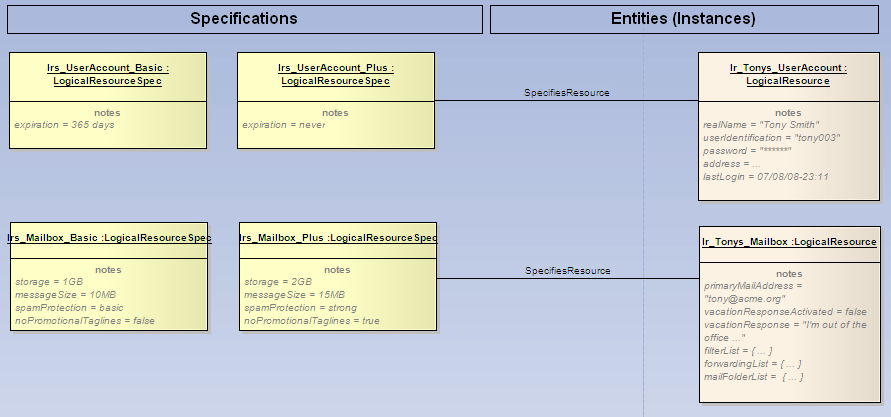 Specifications
Entities (Instances)
lrs_UserAccount_Basic :
LogicalResourceSpec
notes
expiration = 365 days
lrs_UserAccount_Plus :
LogicalResourceSpec
notes
expiration = never
SpecifiesResource
lr_Tonys_UserAccount :
LogicalResource
notes
realName = "Tony Smith"
userIdentification = "tony003"
password = "******"
address = ...
lastLogin = 07/08/08-23:11
lrs_Mailbox_Basic :LogicalResourceSpec
notes
storage = 1GB
messageSize = 10MB
spamProtection = basic
noPromotionalTaglines = false
lrs_Mailbox_Plus :LogicalResourceSpec
notes
storage = 2GB
messageSize = 15MB
spamProtection = strong
noPromotionalTaglines = true
SpecifiesResource
lr_Tonys_Mailbox :LogicalResource
notes
primaryMailAddress =
"tony@acme.org"
vacationResponseActivated = false
vacationResponse = "I'm out of the
office ..."
filterList = { ... }
forwardingList = { ... }
mailFolderList = { ... }